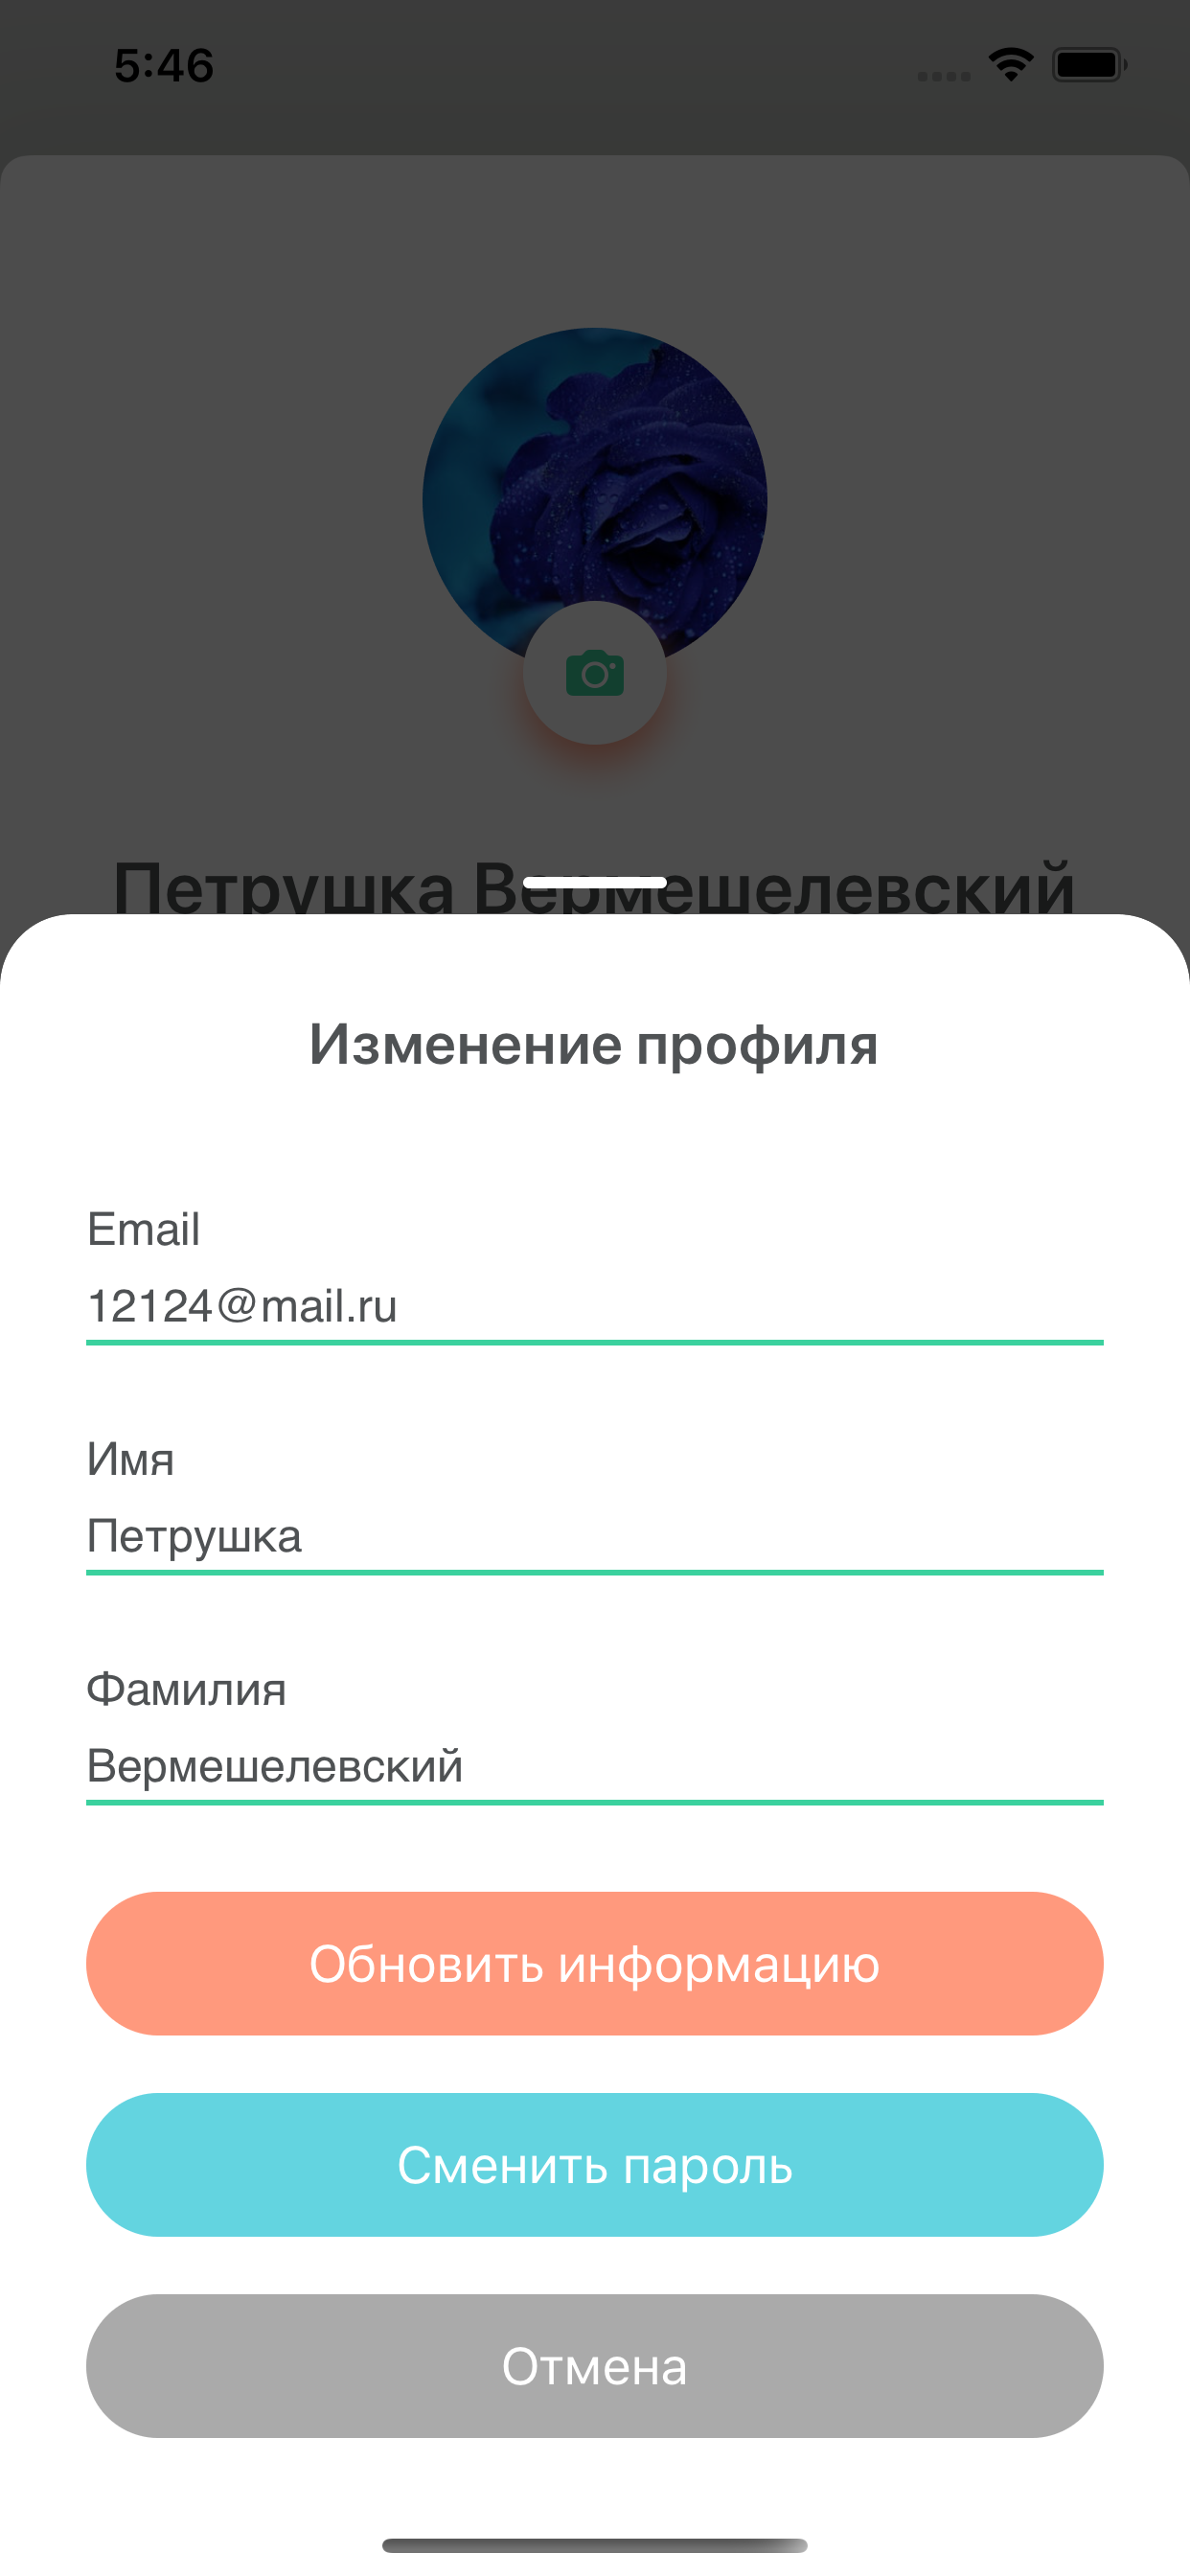 5:46
Петрушка Вермешелевский
Изменение профиля
Email
12124@mail.ru
Имя
Петрушка
Фамилия
Вермешелевский
Обновить информацию
Сменить пароль
Отмена